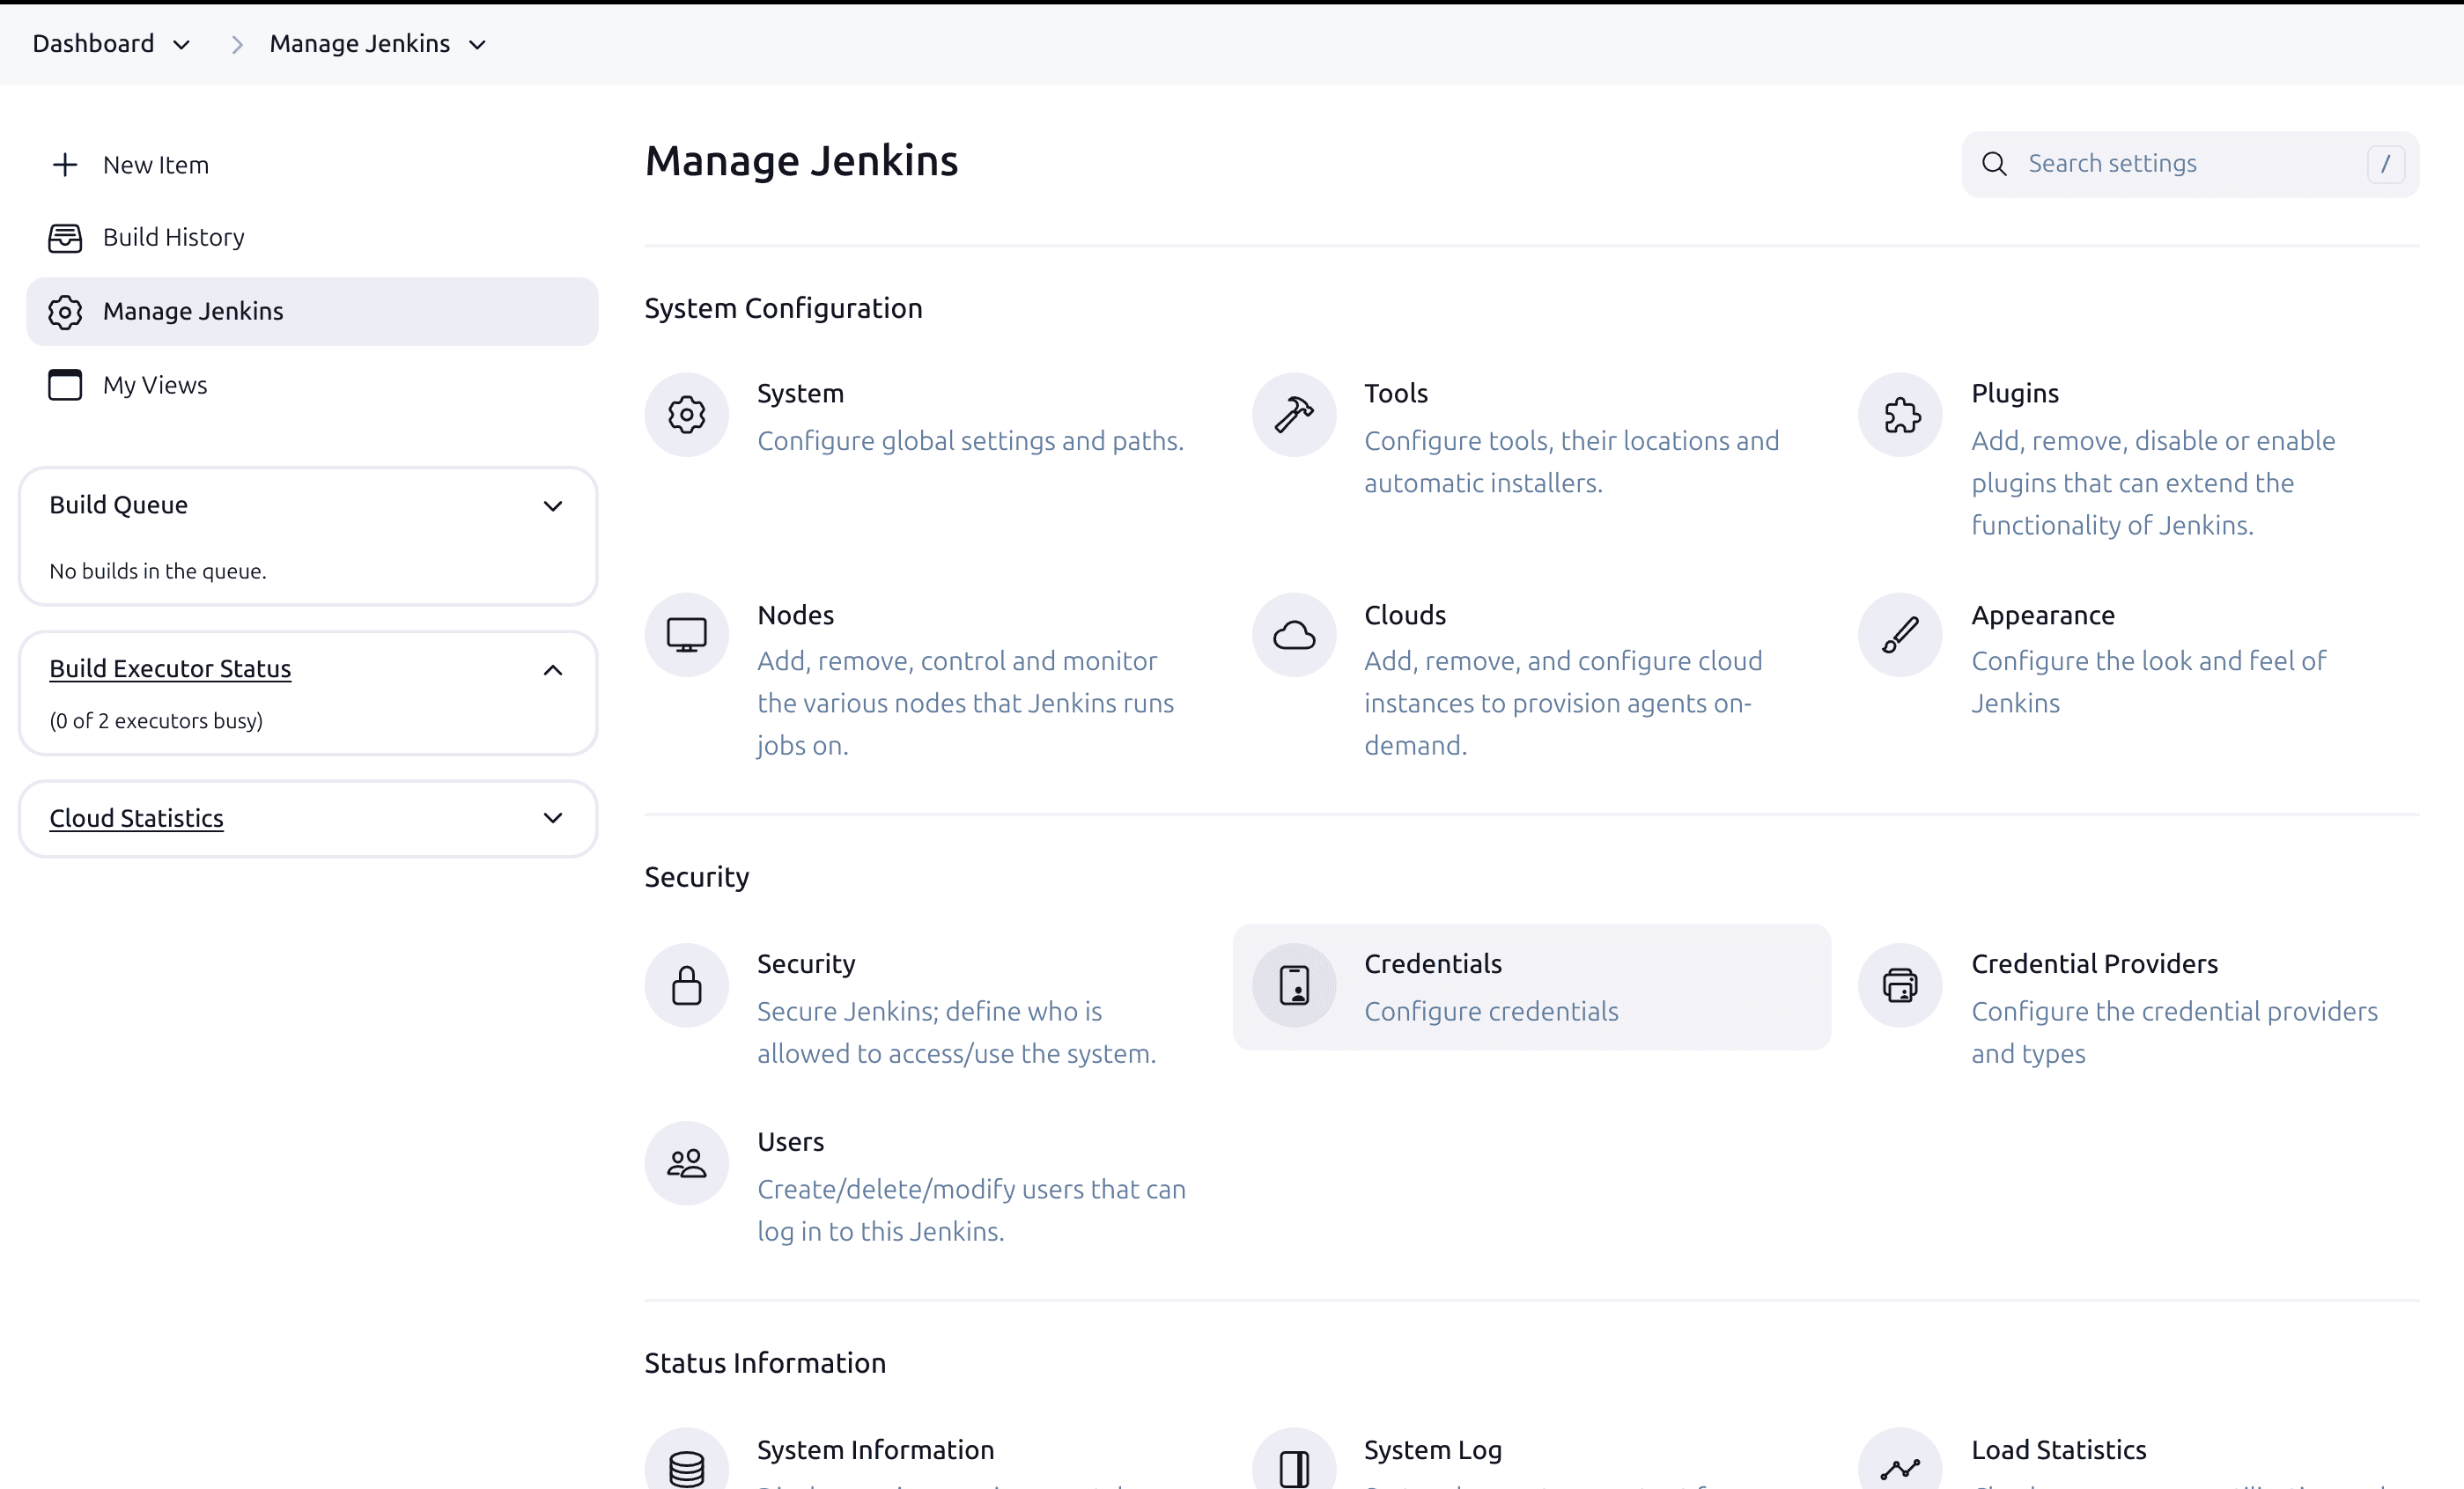 Dashboard
Manage Jenkins
New Item
Build History
Manage Jenkins
My Views
Build Queue
No builds in the queue.
Build Executor Status
(0 of 2 executors busy)
Cloud Statistics
Manage Jenkins
Search settings
/
System Configuration
System
Configure global settings and paths.
Tools
Configure tools, their locations and
automatic installers.
Plugins
Add, remove, disable or enable
plugins that can extend the
functionality of Jenkins.
Nodes
Add, remove, control and monitor
the various nodes that Jenkins runs
jobs on.
Clouds
Add, remove, and configure cloud
instances to provision agents on-
demand.
Appearance
Configure the look and feel of
Jenkins
Security
Security
Secure Jenkins; define who is
allowed to access/use the system.
Credentials
Configure credentials
Credential Providers
Configure the credential providers
and types
Users
Create/delete/modify users that can
log in to this Jenkins.
Status Information
System Information
System Log
Load Statistics